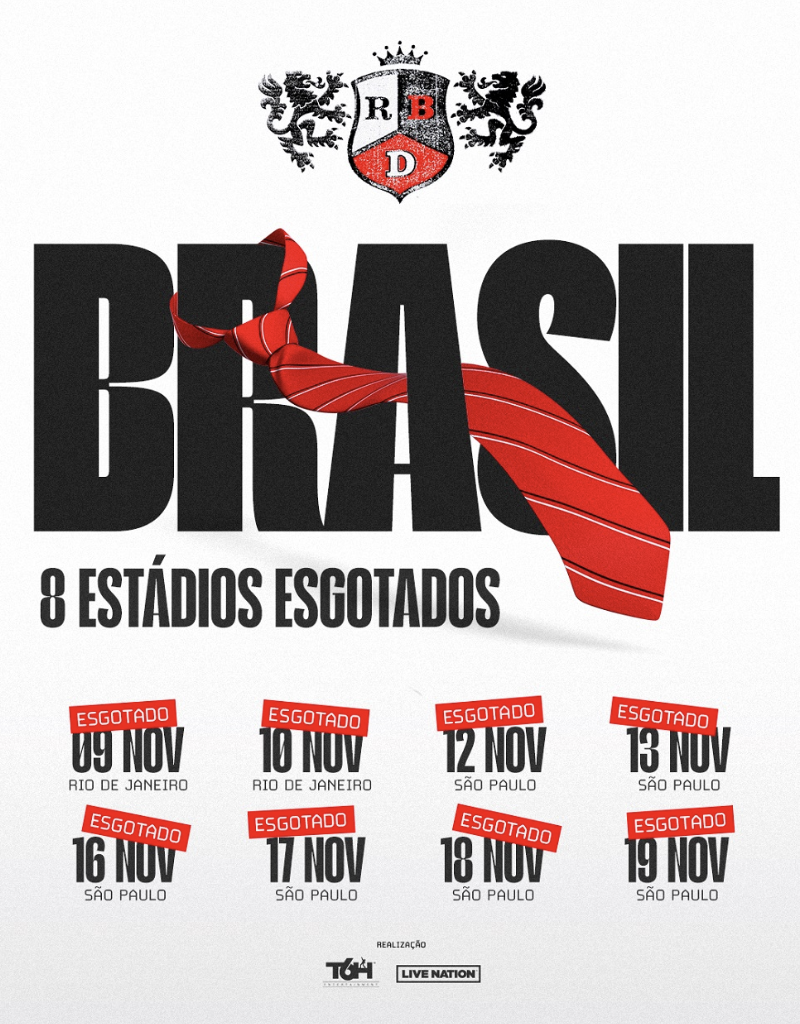 R B
D
BRASIL
8 ESTÁDIOS ESGOTADOS
ESGOTADO
09 NOV
RIO DE JANEIRO
ESGOTADO
10 NOV
RIO DE JANEIRO
ESGOTADO
12 NOV
SÃO PAULO
ESGOTADO
13 NOV
SÃO PAULO
ESGOTADO
16 NOV
SÃO PAULO
ESGOTADO
17 NOV
SÃO PAULO
ESGOTADO
18 NOV
SÃO PAULO
ESGOTADO
19 NOV
SÃO PAULO
REALIZAÇÃO
T6H
ENTERTAINMENT
LIVE NATION